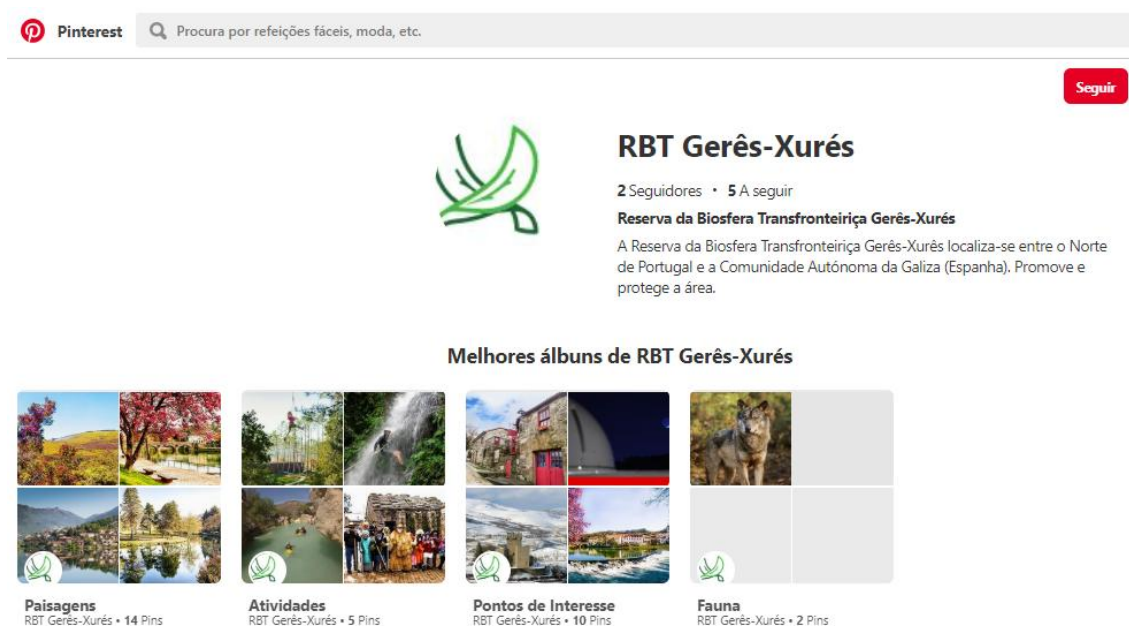 Pinterest
Procura por refeições fáceis, moda, etc.
Seguir
RBT Gerês-Xurés
2 Seguidores • 5 A seguir
Reserva da Biosfera Transfronteiriça Gerês-Xurés
A Reserva da Biosfera Transfronteiriça Gerês-Xurês localiza-se entre o Norte
de Portugal e a Comunidade Autónoma da Galiza (Espanha). Promove e
protege a área.
Melhores álbuns de RBT Gerês-Xurés
Paisagens
RBT Gerês-Xurés • 14 Pins
Atividades
RBT Gerês-Xurés • 5 Pins
Pontos de Interesse
RBT Gerês-Xurés • 10 Pins
Fauna
RBT Gerês-Xurés • 2 Pins